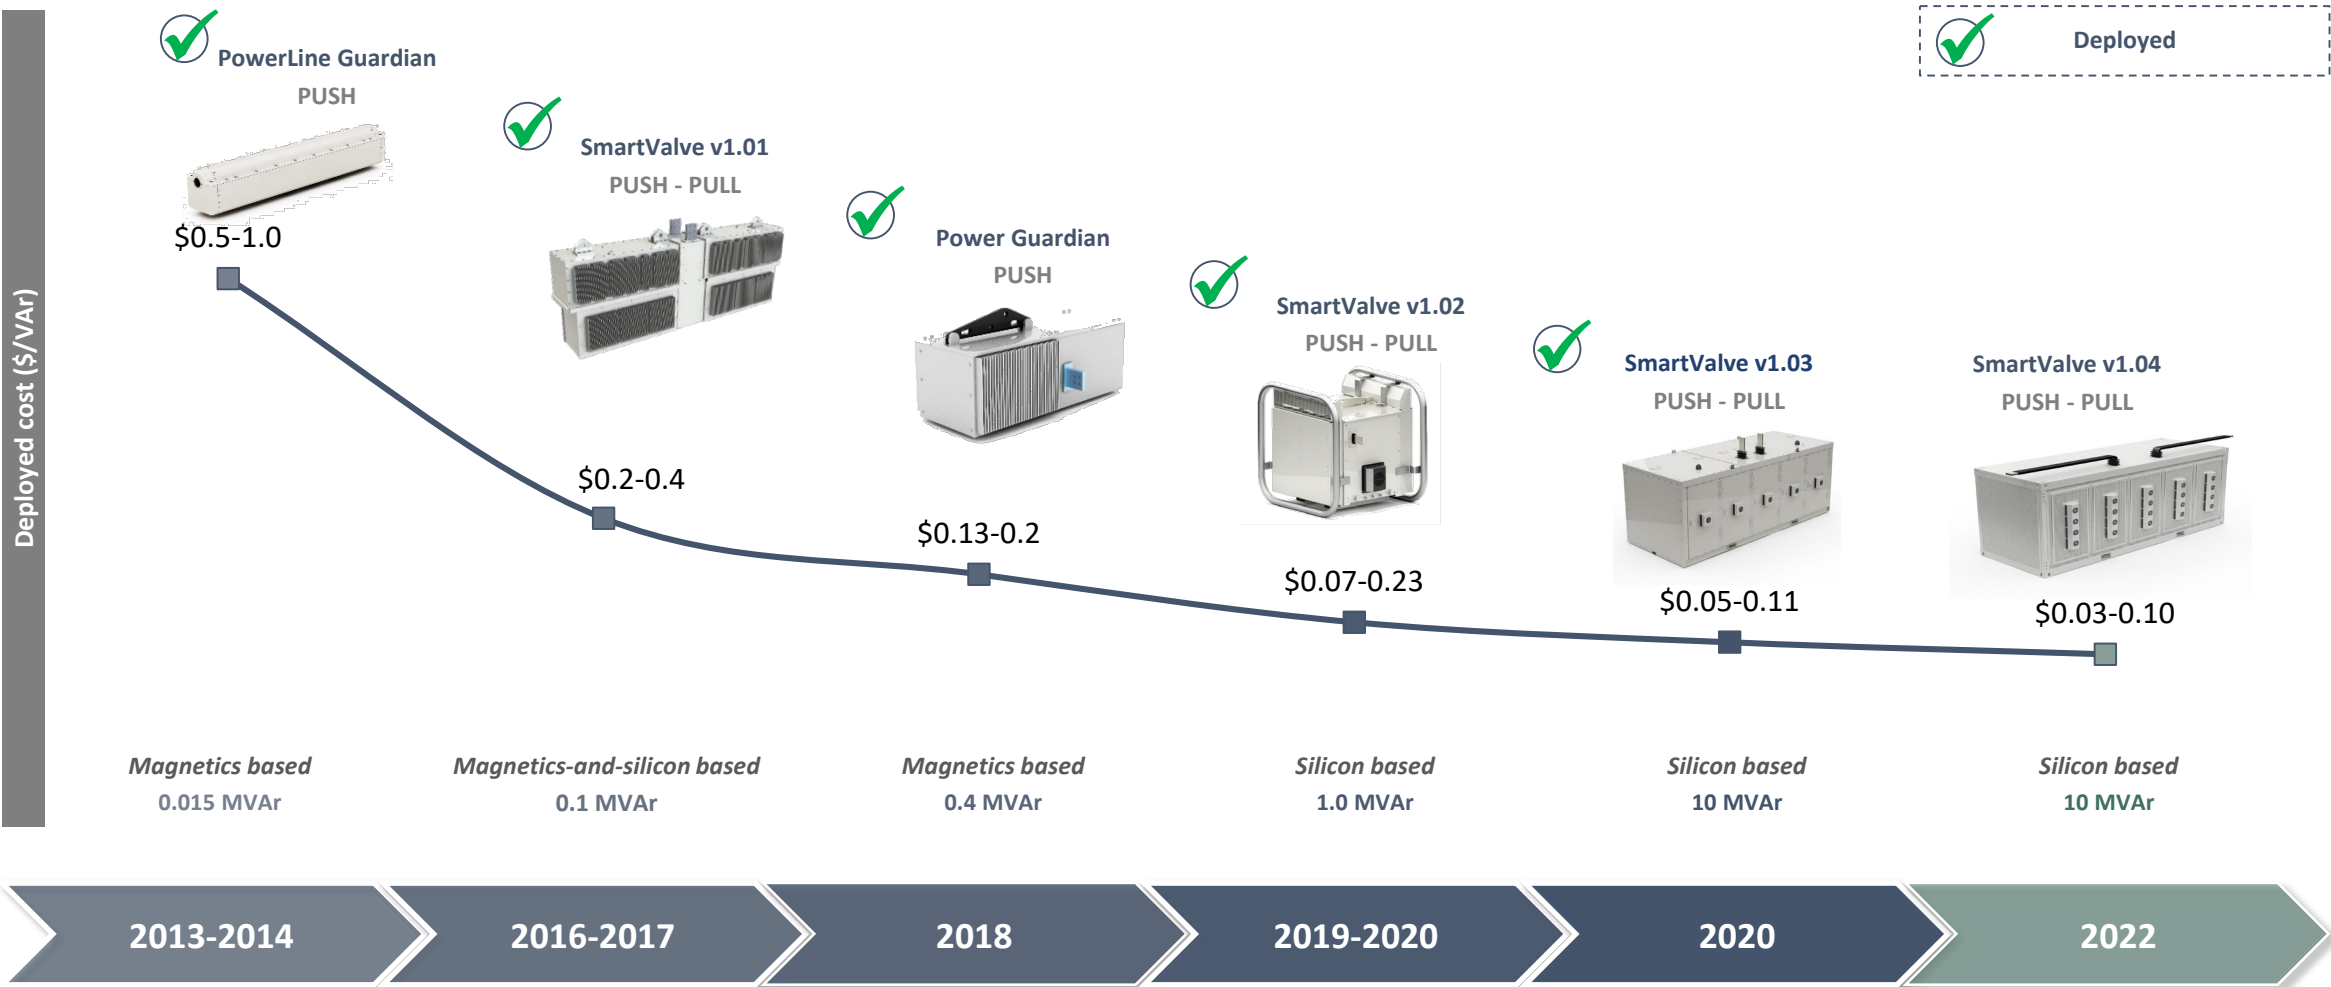 Deployed
PowerLine Guardian
PUSH
$0.5-1.0
SmartValve v1.01
PUSH - PULL
$0.2-0.4
Power Guardian
PUSH
$0.13-0.2
SmartValve v1.02
PUSH - PULL
$0.07-0.23
SmartValve v1.03
PUSH - PULL
$0.05-0.11
SmartValve v1.04
PUSH - PULL
$0.03-0.10
Deployed cost ($/VAr)
Magnetics based
0.015 MVAr
Magnetics-and-silicon based
0.1 MVAr
Magnetics based
0.4 MVAr
Silicon based
1.0 MVAr
Silicon based
10 MVAr
Silicon based
10 MVAr
2013-2014
2016-2017
2018
2019-2020
2020
2022